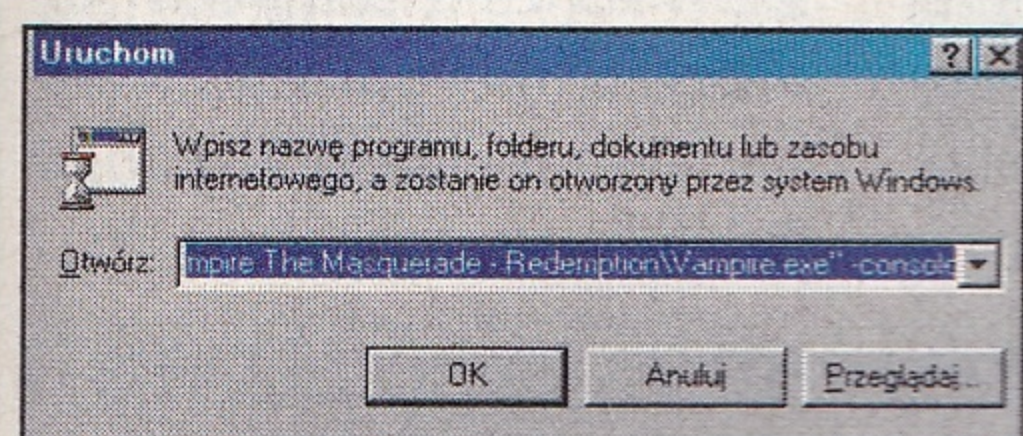 Uruchom
Wpisz nazwę programu, folderu, dokumentu lub zasobu
internetowego, a zostanie on otworzony przez system Windows.
Otwórz: mpire The Masquerade - Redemption\Vampire.exe" -console
OK Anuluj Przeglądaj...